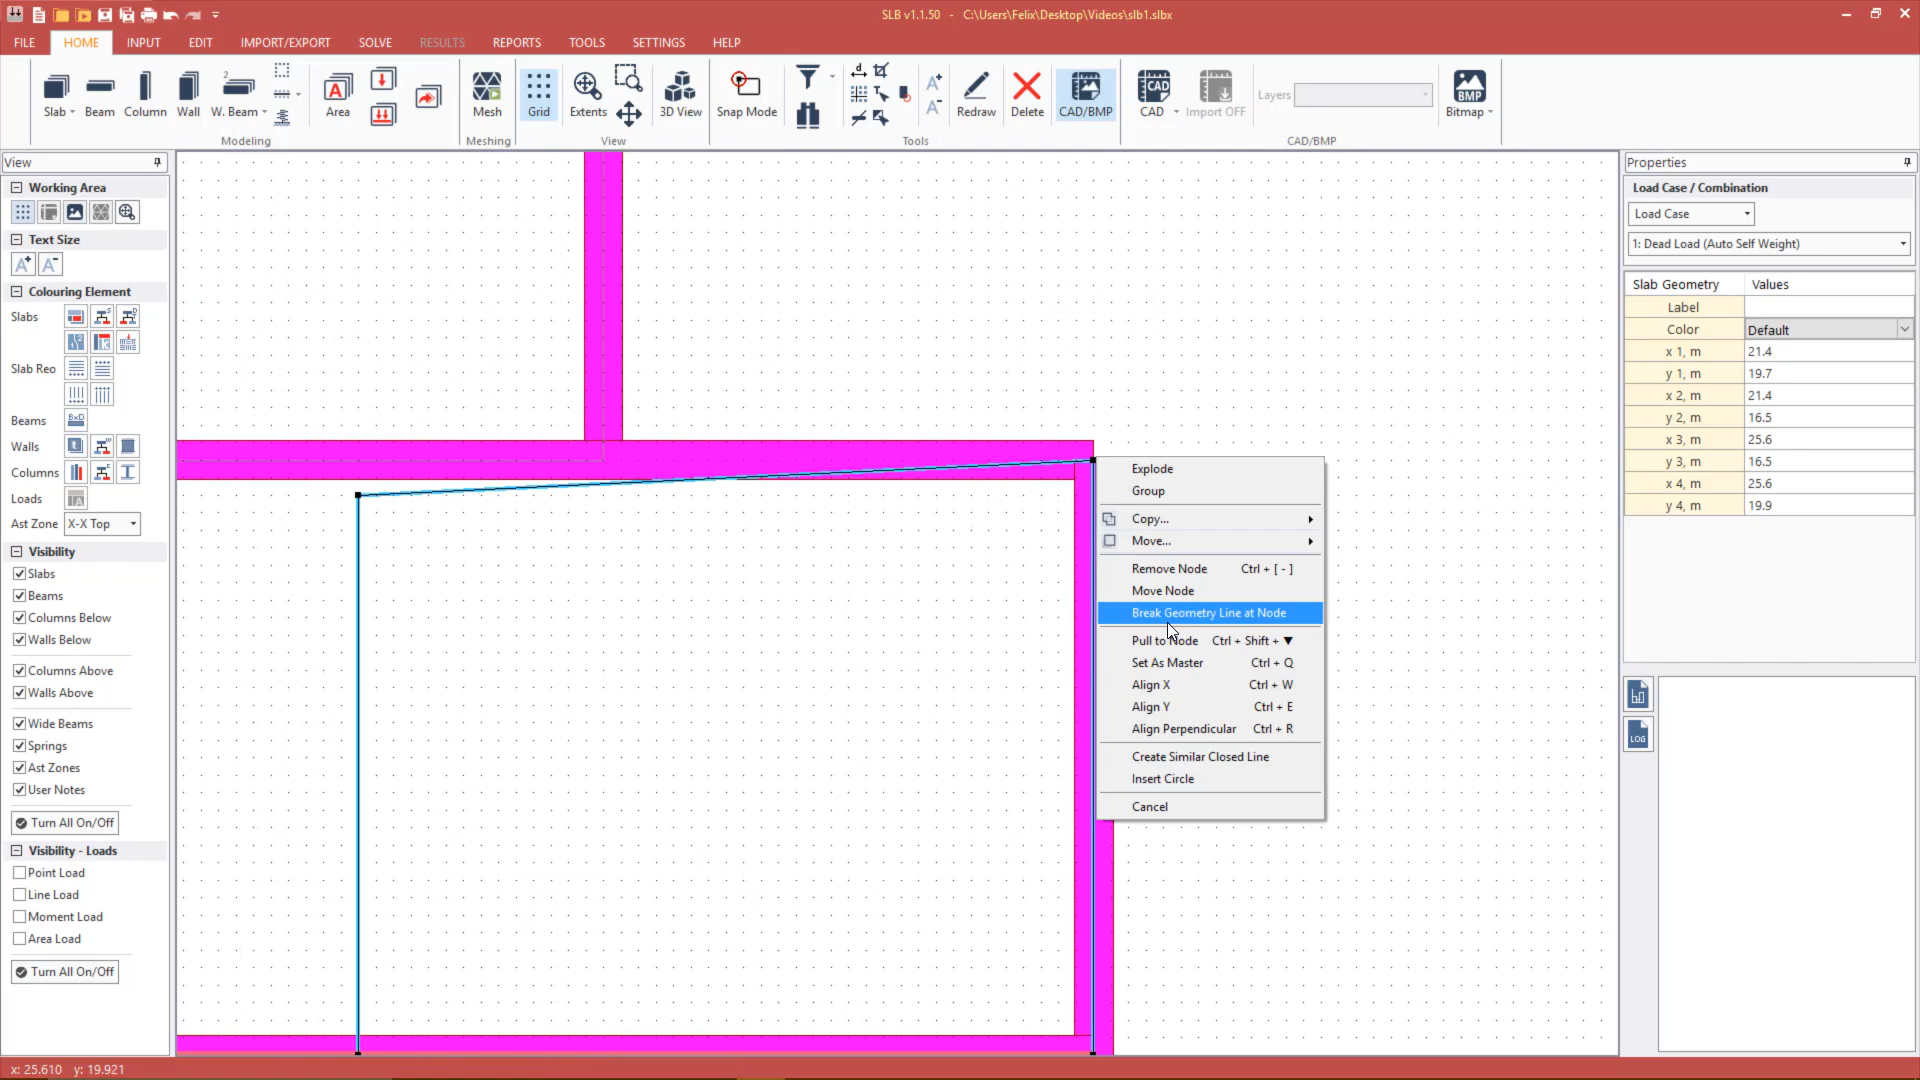 SLB v1.1.50 - C:\Users\Felix\Desktop\Videos\slb1.slbx
FILE HOME INPUT EDIT IMPORT/EXPORT SOLVE RESULTS REPORTS TOOLS SETTINGS HELP
2
A
A+
A-
CAD
BMP
Slab Beam Column Wall W. Beam Area Mesh Grid Extents 3D View Snap Mode Redraw Delete CAD/BMP CAD Import OFF Layers Bitmap
Modeling Meshing View Tools CAD/BMP
View
Working Area
Text Size
A+ A-
Colouring Element
Slabs
Slab Reo
Beams
BxD
Walls
Columns
Loads
Ast Zone X-X Top
Visibility
Slabs
Beams
Columns Below
Walls Below
Columns Above
Walls Above
Wide Beams
Springs
Ast Zones
User Notes
Turn All On/Off
Visibility - Loads
Point Load
Line Load
Moment Load
Area Load
Turn All On/Off
Explode
Group
Copy...
Move...
Remove Node Ctrl + [ - ]
Move Node
Break Geometry Line at Node
Pull to Node Ctrl + Shift + ▼
Set As Master Ctrl + Q
Align X Ctrl + W
Align Y Ctrl + E
Align Perpendicular Ctrl + R
Create Similar Closed Line
Insert Circle
Cancel
Properties
Load Case / Combination
Load Case
1: Dead Load (Auto Self Weight)
Slab Geometry Values
Label
Color Default
x 1, m 21.4
y 1, m 19.7
x 2, m 21.4
y 2, m 16.5
x 3, m 25.6
y 3, m 16.5
x 4, m 25.6
y 4, m 19.9
LOG
x: 25.610 y: 19.921